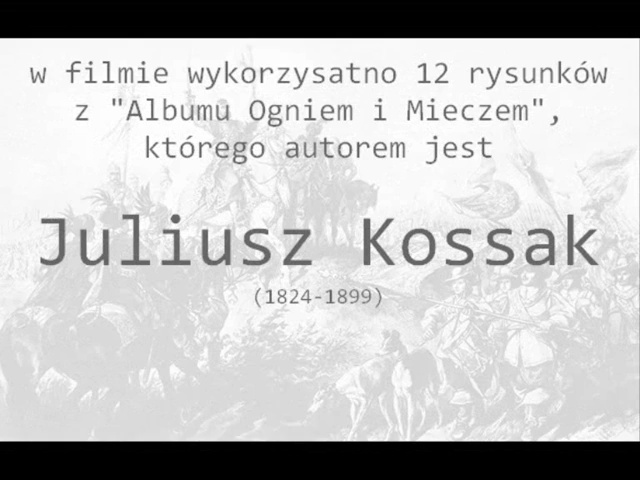 w filmie wykorzysatno 12 rysunków
z "Albumu Ogniem i Mieczem",
którego autorem jest
Juliusz Kossak
(1824-1899)